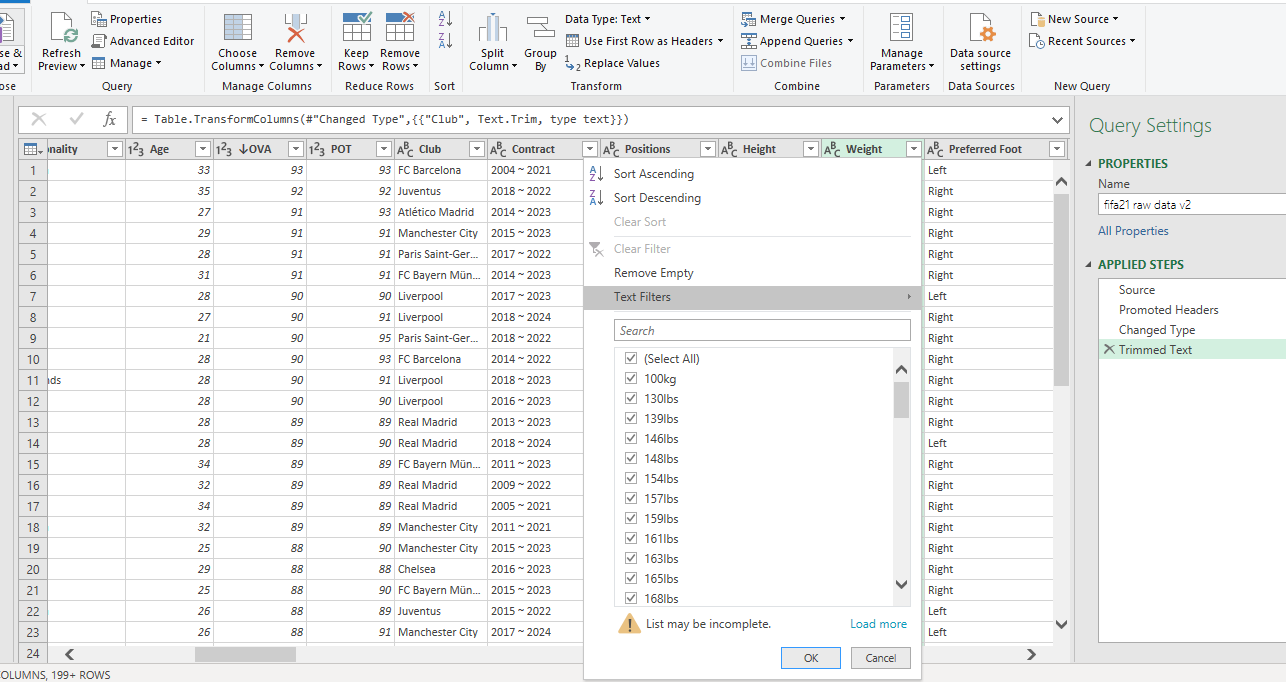 Properties
Advanced Editor
Manage
Refresh
Preview
Query
Choose
Columns
Remove
Columns
Manage Columns
Keep
Rows
Remove
Rows
Reduce Rows
Sort
Split
Column
Group
By
Data Type: Text
Use First Row as Headers
Replace Values
Transform
Merge Queries
Append Queries
Combine Files
Combine
Manage
Parameters
Parameters
Data source
settings
Data Sources
New Source
Recent Sources
New Query
fx = Table.TransformColumns(#"Changed Type",{{"Club", Text.Trim, type text}})
nality Age OVA POT Club Contract Positions Height Weight Preferred Foot
1 33 93 93 FC Barcelona 2004 ~ 2021 Left
2 35 92 92 Juventus 2018 ~ 2022 Right
3 27 91 93 Atlético Madrid 2014 ~ 2023 Right
4 29 91 91 Manchester City 2015 ~ 2023 Right
5 28 91 91 Paris Saint-Ger... 2017 ~ 2022 Right
6 31 91 91 FC Bayern Mün... 2014 ~ 2023 Right
7 28 90 90 Liverpool 2017 ~ 2023 Left
8 27 90 91 Liverpool 2018 ~ 2024 Right
9 21 90 95 Paris Saint-Ger... 2018 ~ 2022 Right
10 28 90 93 FC Barcelona 2014 ~ 2022 Right
11 nds 28 90 91 Liverpool 2018 ~ 2023 Right
12 28 90 90 Liverpool 2016 ~ 2023 Right
13 28 89 89 Real Madrid 2013 ~ 2023 Right
14 28 89 90 Real Madrid 2018 ~ 2024 Left
15 34 89 89 FC Bayern Mün... 2011 ~ 2023 Right
16 32 89 89 Real Madrid 2009 ~ 2022 Right
17 34 89 89 Real Madrid 2005 ~ 2021 Right
18 32 89 89 Manchester City 2011 ~ 2021 Right
19 25 88 90 Manchester City 2015 ~ 2023 Right
20 29 88 88 Chelsea 2016 ~ 2023 Right
21 25 88 90 FC Bayern Mün... 2015 ~ 2023 Right
22 26 88 89 Juventus 2015 ~ 2022 Left
23 26 88 91 Manchester City 2017 ~ 2024 Left
24
Sort Ascending
Sort Descending
Clear Sort
Clear Filter
Remove Empty
Text Filters
Search
(Select All)
100kg
130lbs
139lbs
146lbs
148lbs
154lbs
157lbs
159lbs
161lbs
163lbs
165lbs
168lbs
List may be incomplete. Load more
OK Cancel
Query Settings
PROPERTIES
Name
fifa21 raw data v2
All Properties
APPLIED STEPS
Source
Promoted Headers
Changed Type
Trimmed Text
OLUMNS, 199+ ROWS